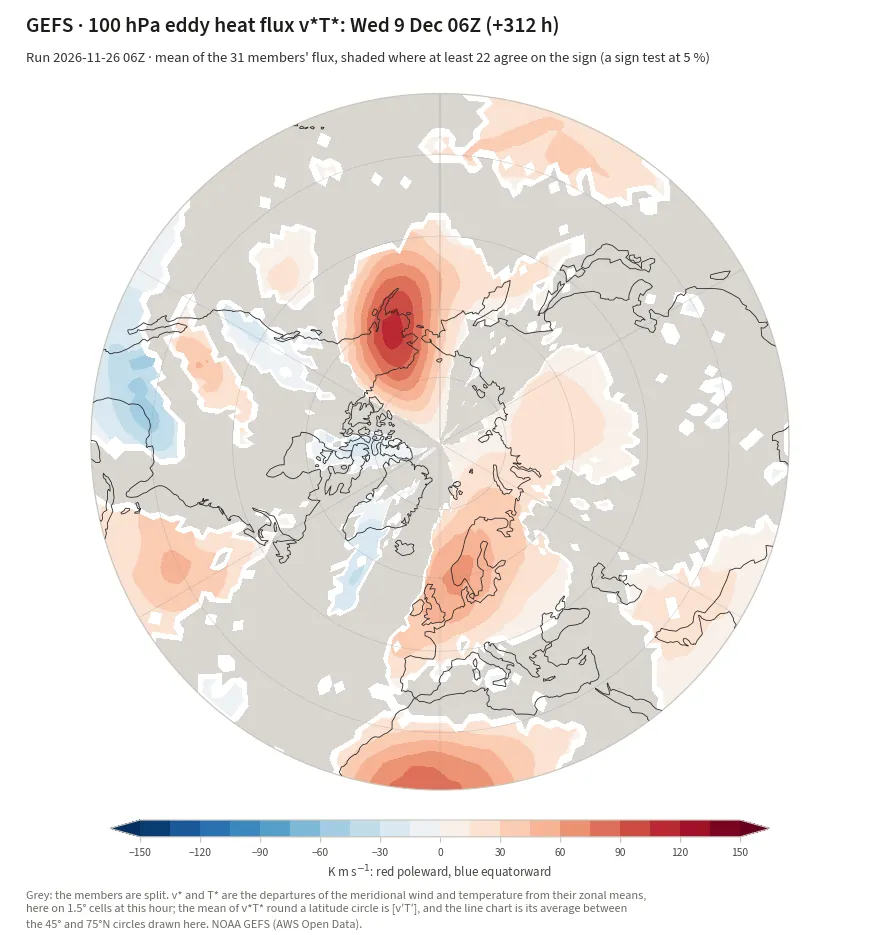 GEFS · 100 hPa eddy heat flux v*T*: Wed 9 Dec 06Z (+312 h)
Run 2026-11-26 06Z · mean of the 31 members' flux, shaded where at least 22 agree on the sign (a sign test at 5 %)
−150 −120 −90 −60 −30 0 30 60 90 120 150
K m s⁻¹: red poleward, blue equatorward
Grey: the members are split. v* and T* are the departures of the meridional wind and temperature from their zonal means,
here on 1.5° cells at this hour; the mean of v*T* round a latitude circle is [v'T'], and the line chart is its average between
the 45° and 75°N circles drawn here. NOAA GEFS (AWS Open Data).